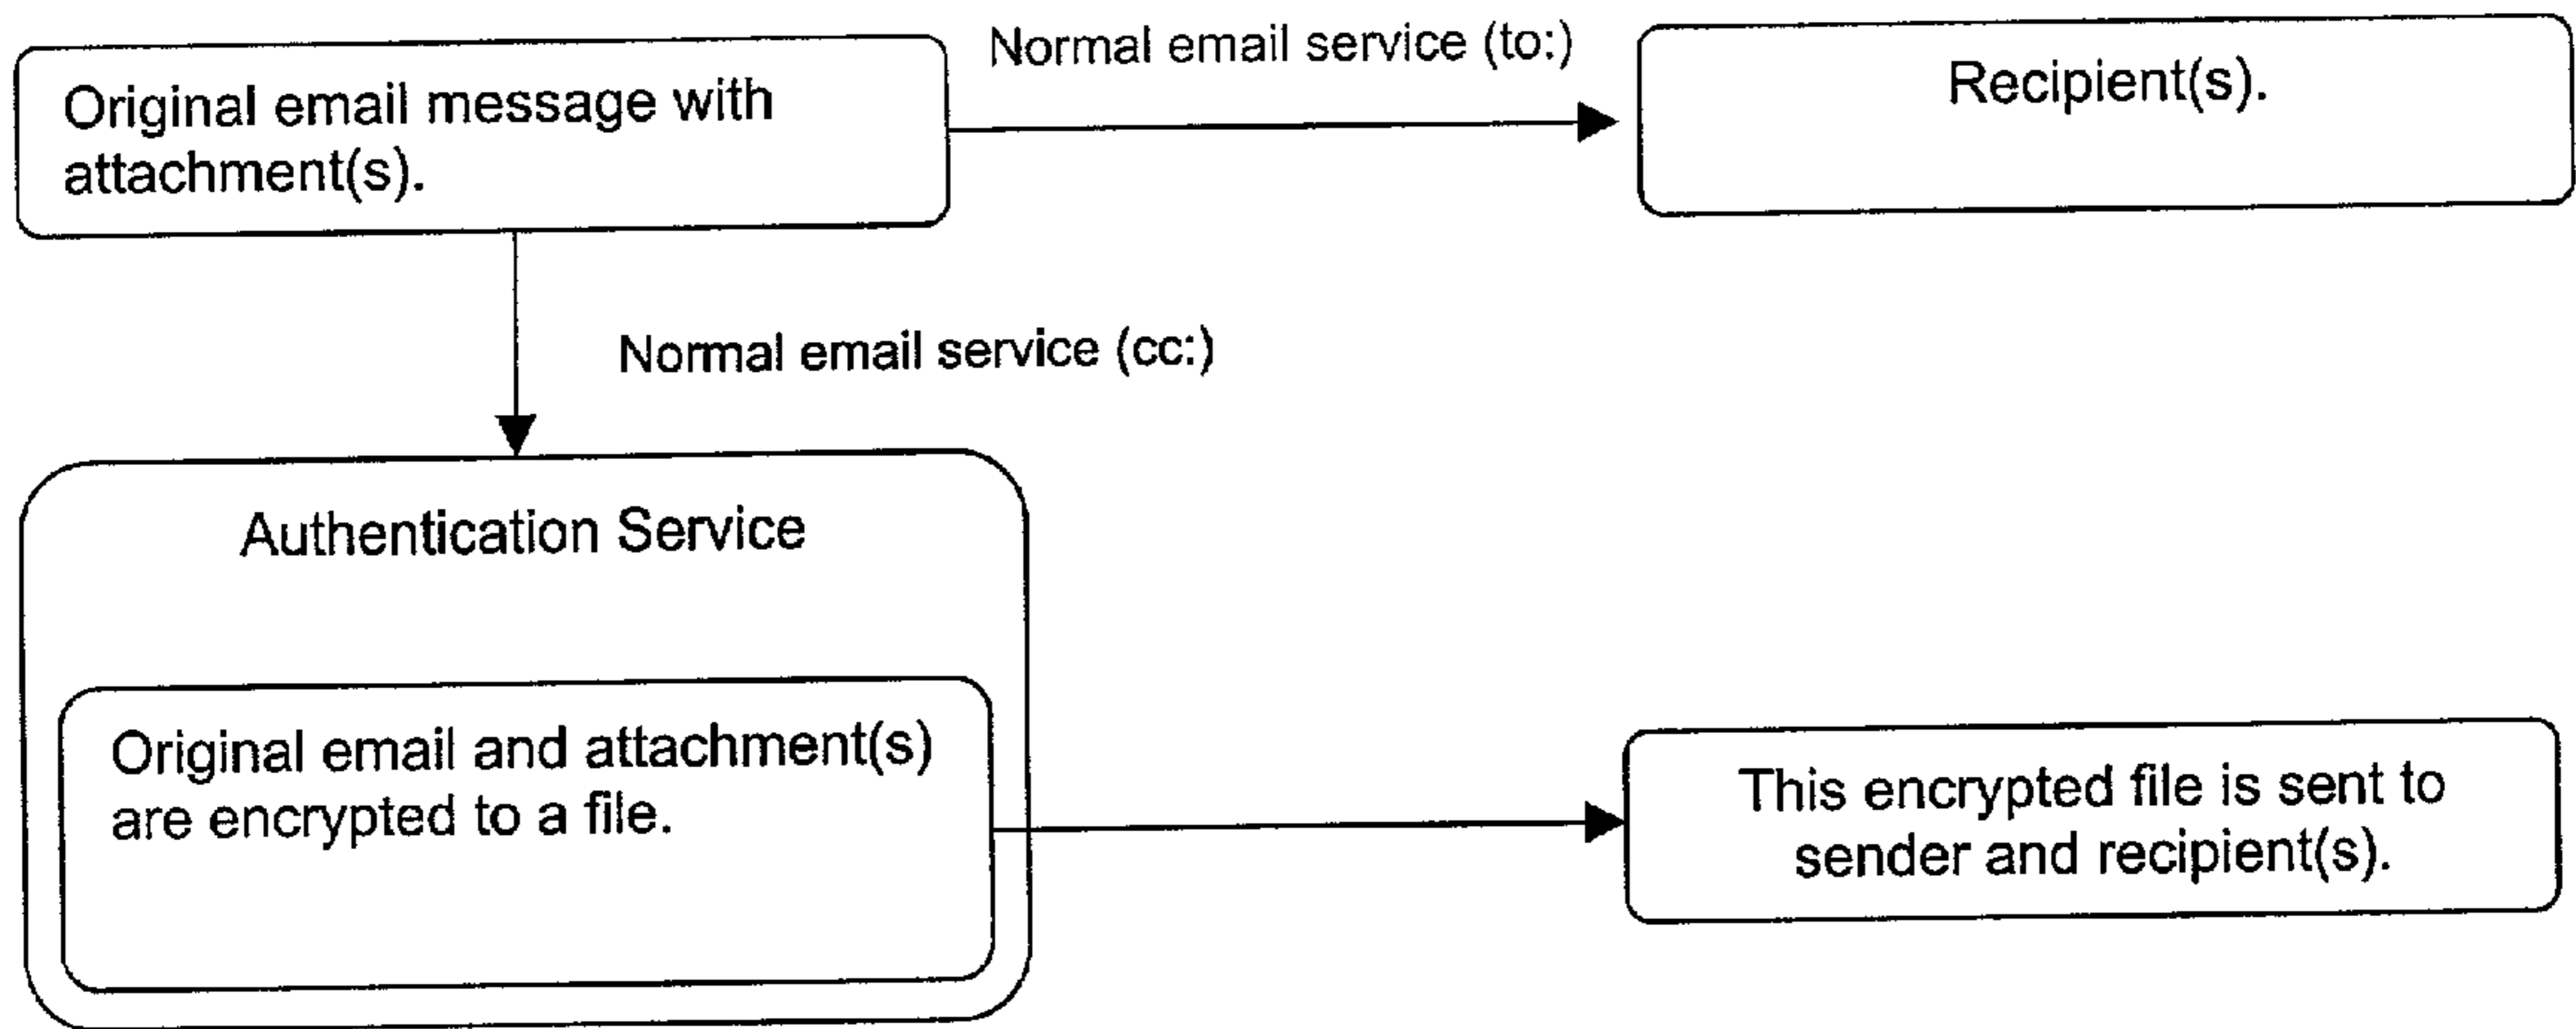 Original email message with
attachment(s).
Normal email service (to:)
Recipient(s).
Normal email service (cc:)
Authentication Service
Original email and attachment(s)
are encrypted to a file.
This encrypted file is sent to
sender and recipient(s).